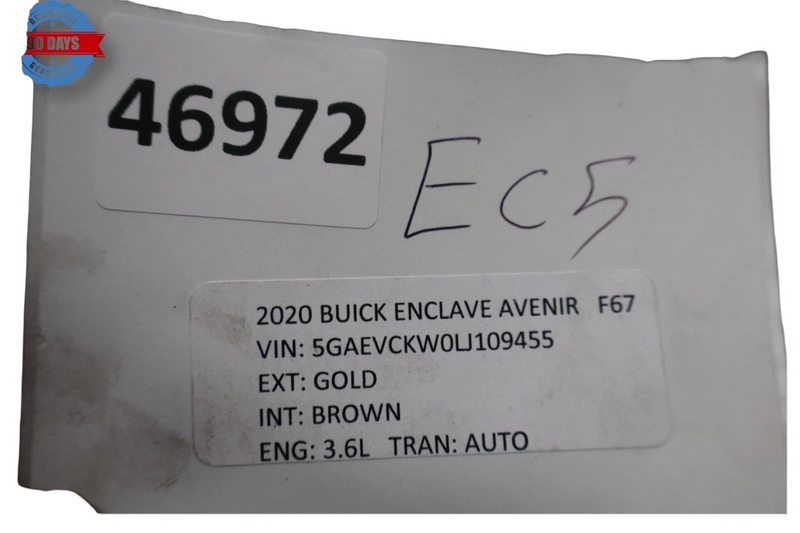 90 DAYS
46972
EC5
2020 BUICK ENCLAVE AVENIR F67
VIN: 5GAEVCKW0LJ109455
EXT: GOLD
INT: BROWN
ENG: 3.6L TRAN: AUTO